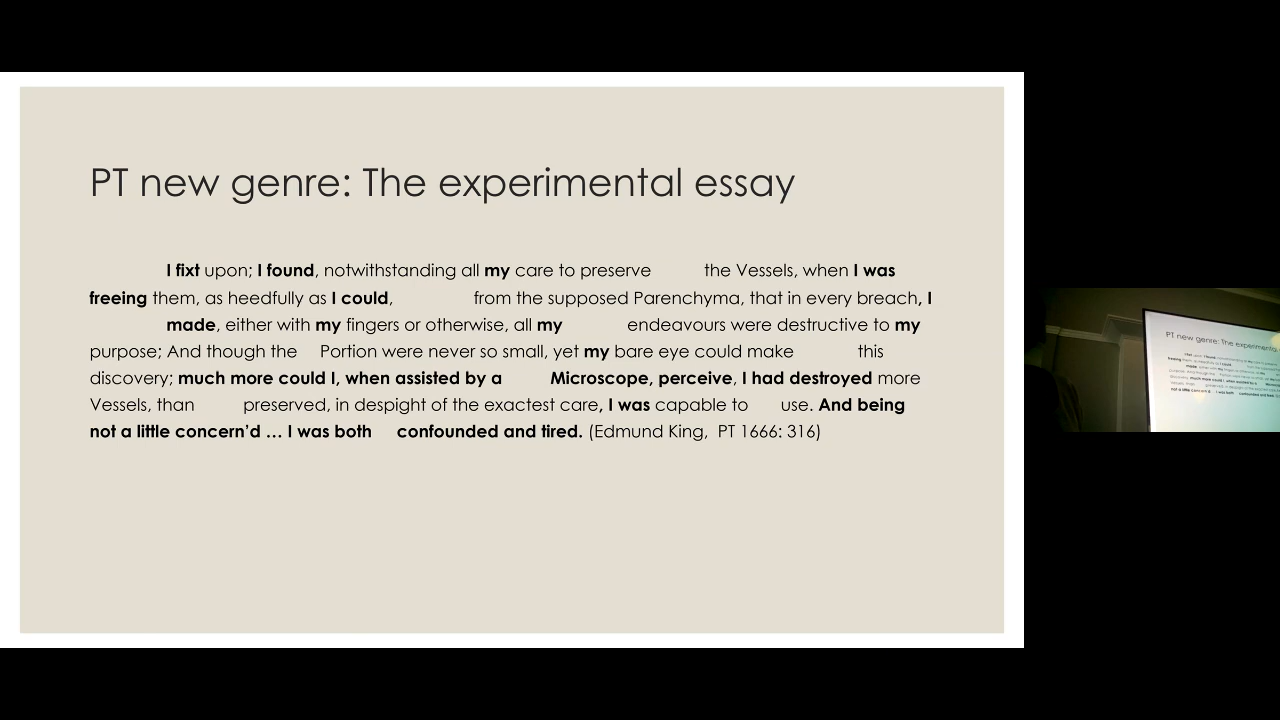 PT new genre: The experimental essay
I fixt upon; I found, notwithstanding all my care to preserve the Vessels, when I was
freeing them, as heedfully as I could, from the supposed Parenchyma, that in every breach, I
made, either with my fingers or otherwise, all my endeavours were destructive to my
purpose; And though the Portion were never so small, yet my bare eye could make this
discovery; much more could I, when assisted by a Microscope, perceive, I had destroyed more
Vessels, than preserved, in despight of the exactest care, I was capable to use. And being
not a little concern’d … I was both confounded and tired. (Edmund King, PT 1666: 316)
PT new genre: The experimental